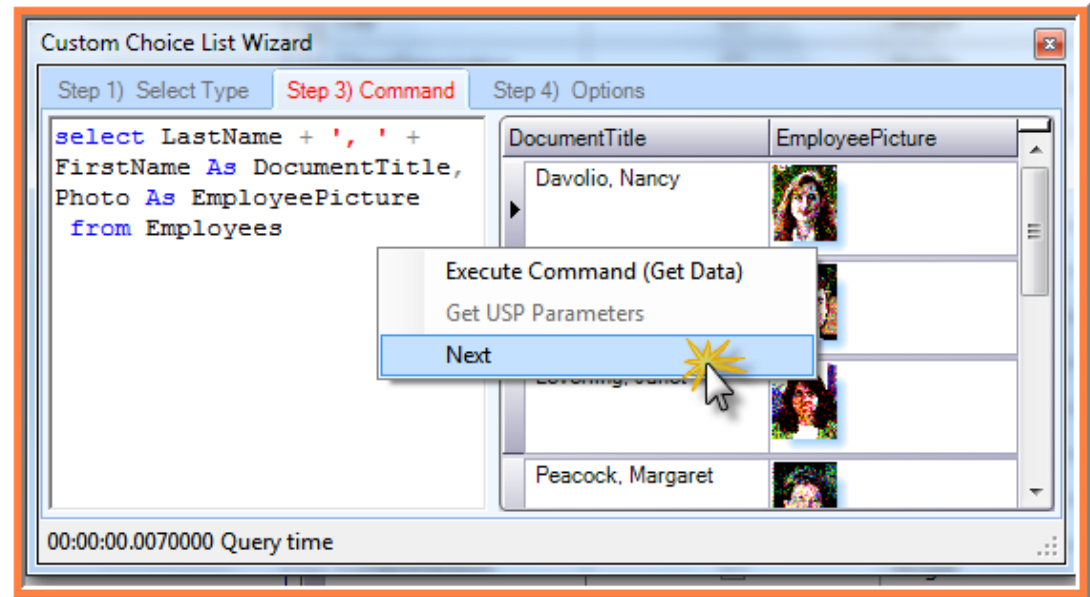 Custom Choice List Wizard
Step 1) Select Type
Step 3) Command
Step 4) Options
select LastName + ', ' +
FirstName As DocumentTitle,
Photo As EmployeePicture
from Employees
DocumentTitle
EmployeePicture
Davolio, Nancy
Execute Command (Get Data)
Get USP Parameters
Next
Peacock, Margaret
00:00:00.0070000 Query time